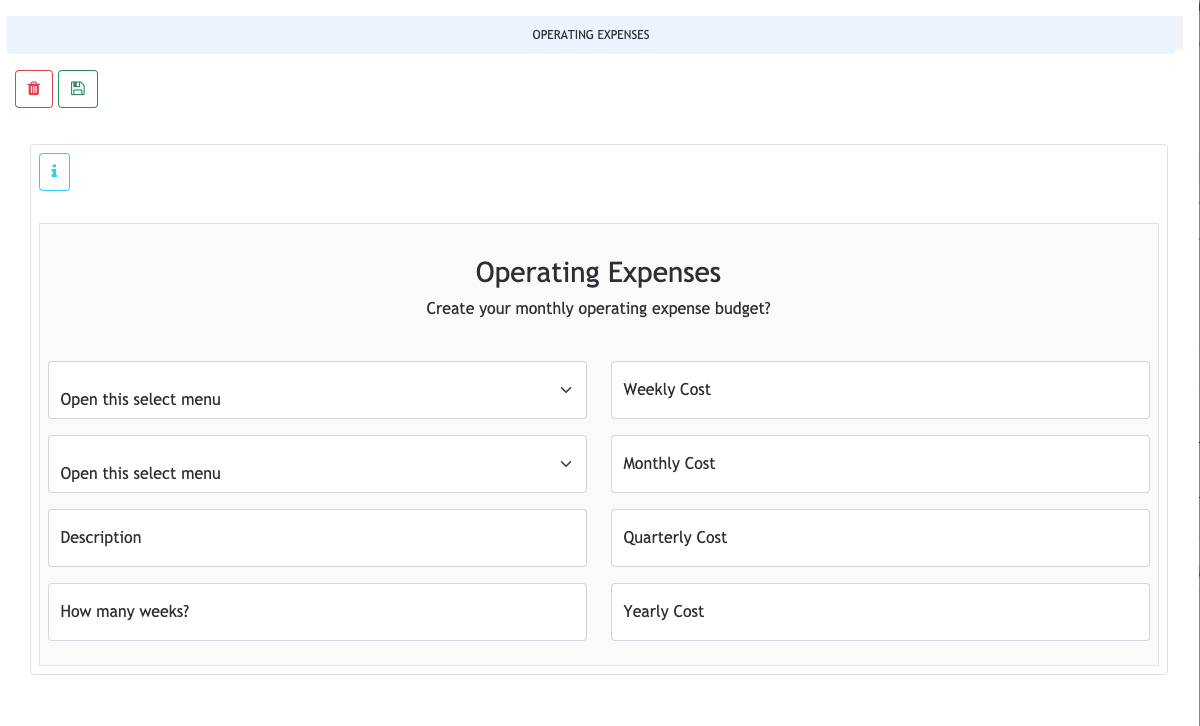 OPERATING EXPENSES
i
Operating Expenses
Create your monthly operating expense budget?
Open this select menu
Weekly Cost
Open this select menu
Monthly Cost
Description
Quarterly Cost
How many weeks?
Yearly Cost